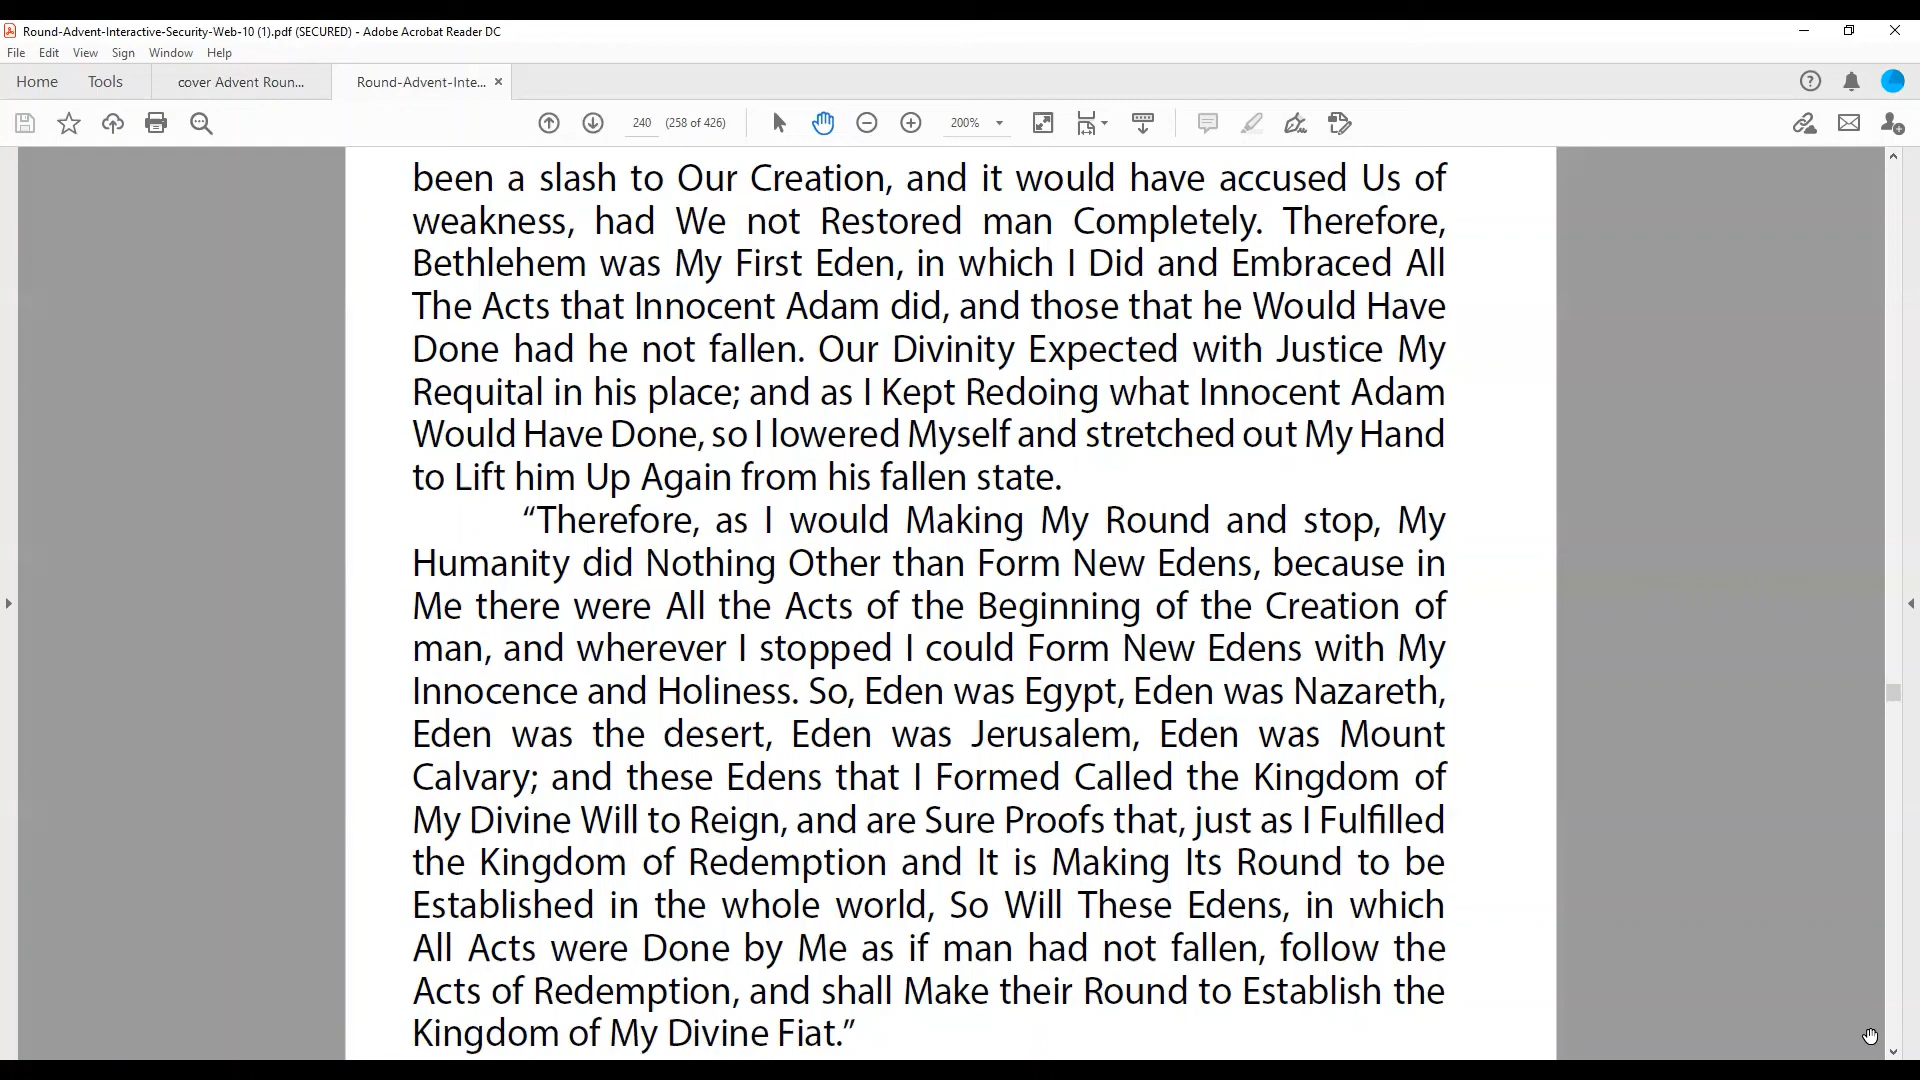 Round-Advent-Interactive-Security-Web-10 (1).pdf (SECURED) - Adobe Acrobat Reader DC
File Edit View Sign Window Help
Home Tools cover Advent Roun... Round-Advent-Inte... ×
240 (258 of 426) 200%
been a slash to Our Creation, and it would have accused Us of
weakness, had We not Restored man Completely. Therefore,
Bethlehem was My First Eden, in which I Did and Embraced All
The Acts that Innocent Adam did, and those that he Would Have
Done had he not fallen. Our Divinity Expected with Justice My
Requital in his place; and as I Kept Redoing what Innocent Adam
Would Have Done, so I lowered Myself and stretched out My Hand
to Lift him Up Again from his fallen state.
“Therefore, as I would Making My Round and stop, My
Humanity did Nothing Other than Form New Edens, because in
Me there were All the Acts of the Beginning of the Creation of
man, and wherever I stopped I could Form New Edens with My
Innocence and Holiness. So, Eden was Egypt, Eden was Nazareth,
Eden was the desert, Eden was Jerusalem, Eden was Mount
Calvary; and these Edens that I Formed Called the Kingdom of
My Divine Will to Reign, and are Sure Proofs that, just as I Fulfilled
the Kingdom of Redemption and It is Making Its Round to be
Established in the whole world, So Will These Edens, in which
All Acts were Done by Me as if man had not fallen, follow the
Acts of Redemption, and shall Make their Round to Establish the
Kingdom of My Divine Fiat.”